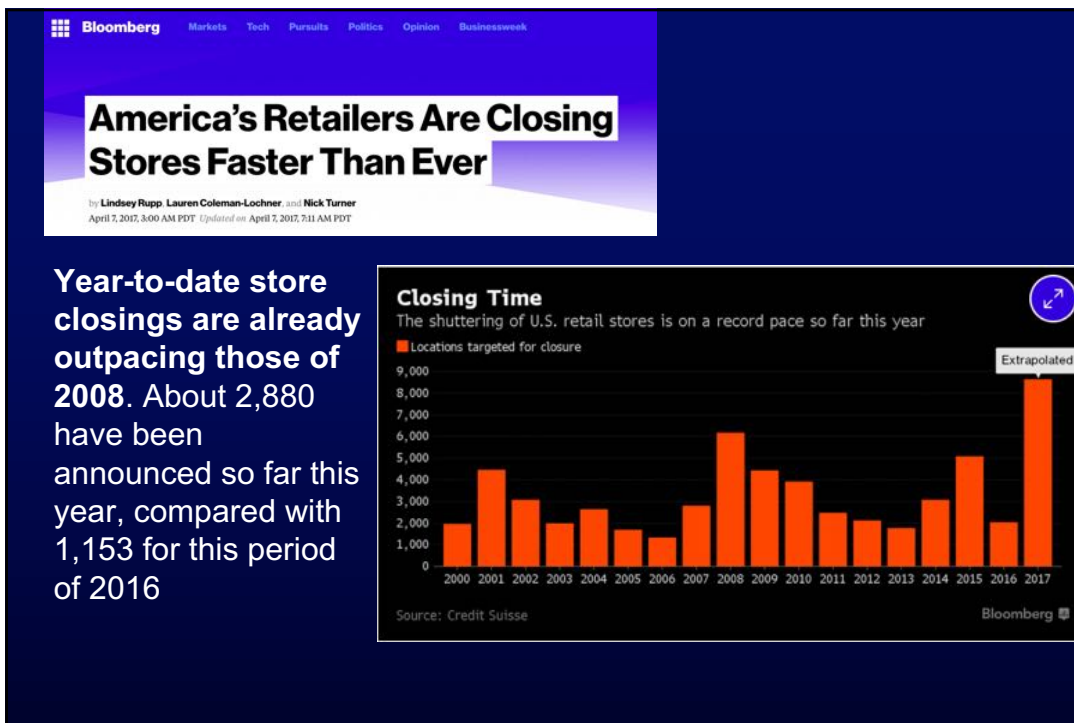 Bloomberg Markets Tech Pursuits Politics Opinion Businessweek
America's Retailers Are Closing
Stores Faster Than Ever
by Lindsey Rupp, Lauren Coleman-Lochner, and Nick Turner
April 7, 2017, 3:00 AM PDT Updated on April 7, 2017, 7:11 AM PDT
Year-to-date store
closings are already
outpacing those of
2008. About 2,880
have been
announced so far this
year, compared with
1,153 for this period
of 2016
Closing Time
The shuttering of U.S. retail stores is on a record pace so far this year
Locations targeted for closure
Extrapolated
9,000
8,000
7,000
6,000
5,000
4,000
3,000
2,000
1,000
0
2000 2001 2002 2003 2004 2005 2006 2007 2008 2009 2010 2011 2012 2013 2014 2015 2016 2017
Source: Credit Suisse
Bloomberg